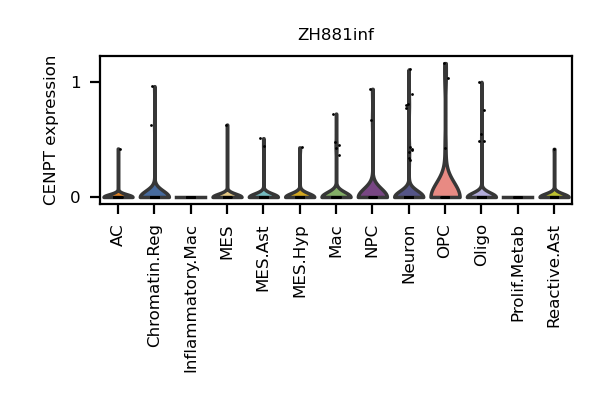 ZH881inf
CENPT expression
1
0
AC
Chromatin.Reg
Inflammatory.Mac
MES
MES.Ast
MES.Hyp
Mac
NPC
Neuron
OPC
Oligo
Prolif.Metab
Reactive.Ast